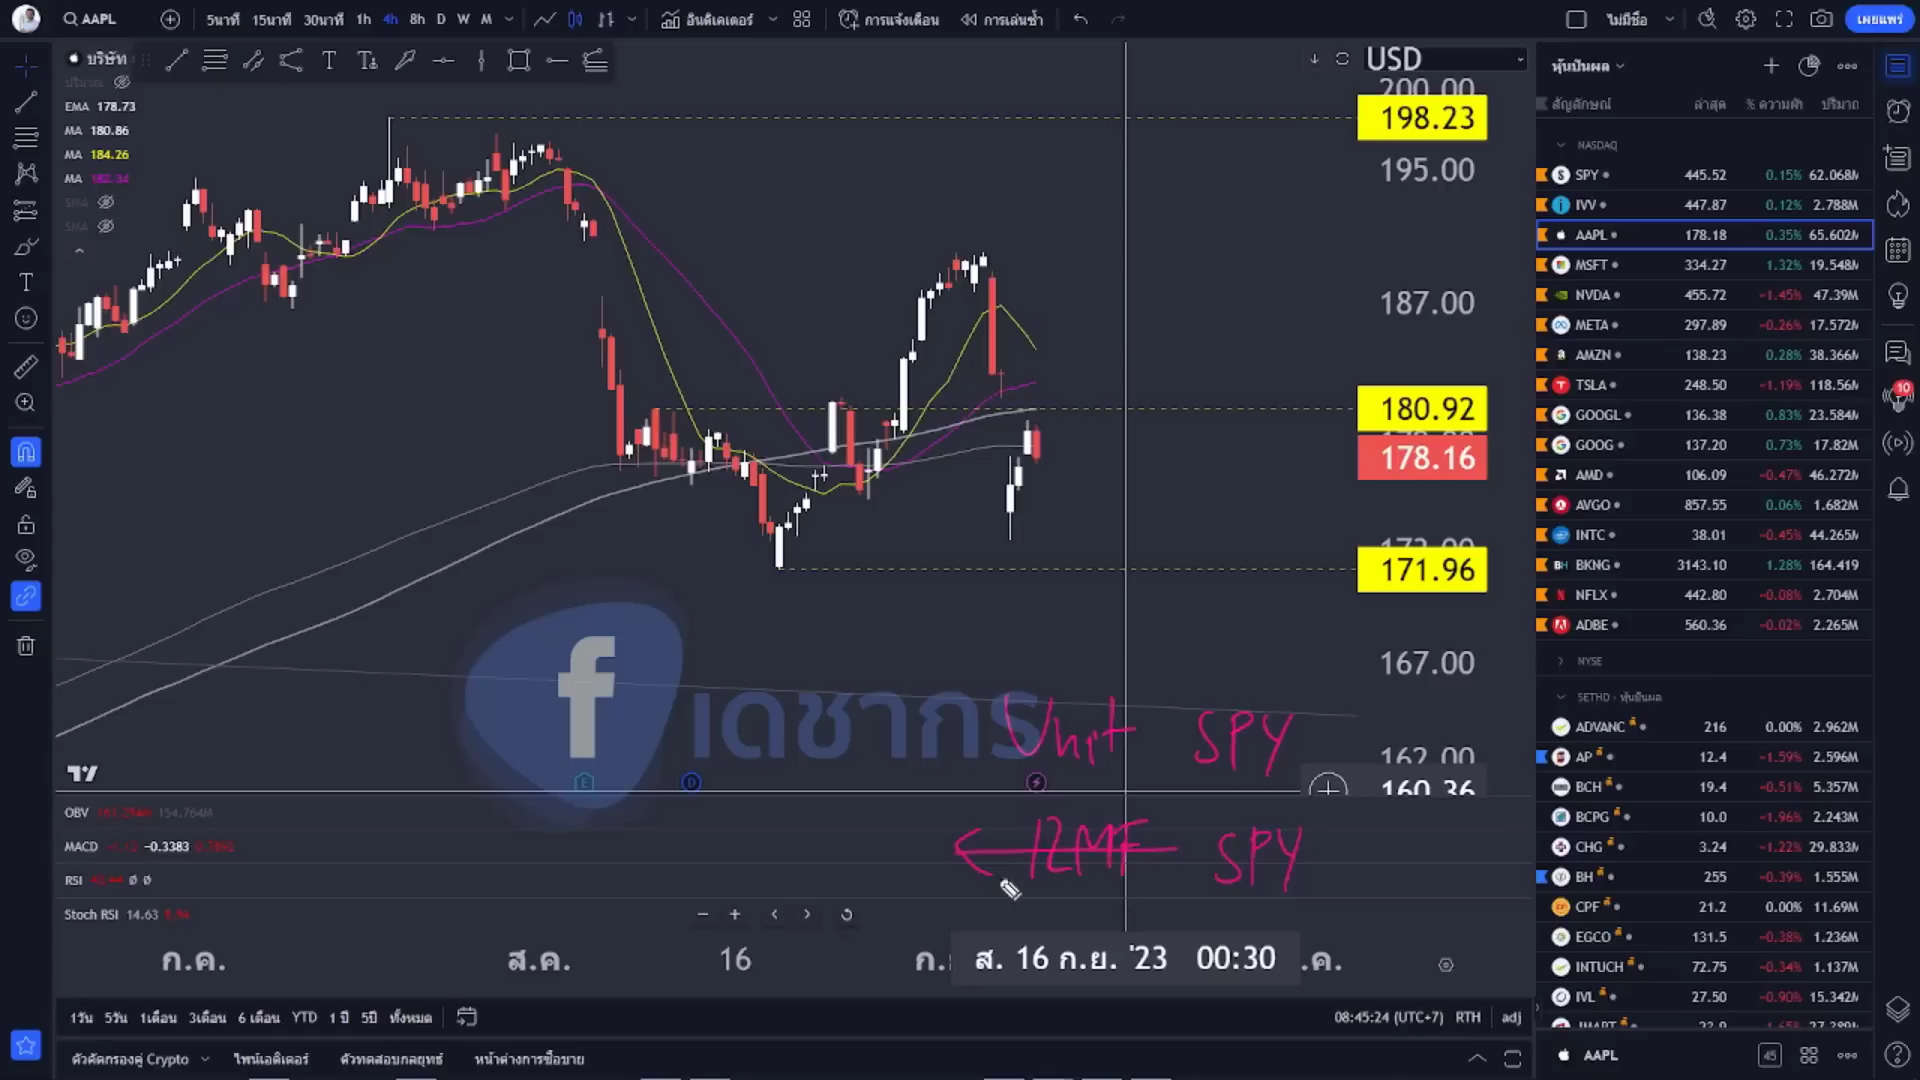 AAPL 5นาที 15นาที 30นาที 1h 4h 8h D W M อินดิเคเตอร์ การแจ้งเตือน การเล่นซ้ำ ไม่มีชื่อ เผยแพร่
บริษัท
ปริมาณ
EMA 178.73
MA 180.86
MA 184.26
MA
SMA
SMA
USD
200.00
198.23
195.00
187.00
180.92
178.16
171.96
167.00
162.00
160.36
f เดชากร
Unit SPY
12MF SPY
E D
OBV 154.764M
MACD -0.3383
RSI Ø Ø
Stoch RSI 14.63
ก.ค. ส.ค. 16 ส. 16 ก.ย. '23 00:30
1วัน 5วัน 1เดือน 3เดือน 6 เดือน YTD 1 ปี 5ปี ทั้งหมด 08:45:24 (UTC+7) RTH adj
ตัวคัดกรองคู่ Crypto ไพน์เอดิเตอร์ ตัวทดสอบกลยุทธ์ หน้าต่างการซื้อขาย
หุ้นปันผล
สัญลักษณ์ ล่าสุด % ความผัน ปริมาณ
NASDAQ
SPY 445.52 0.15% 62.068M
IVV 447.87 0.12% 2.788M
AAPL 178.18 0.35% 65.602M
MSFT 334.27 1.32% 19.548M
NVDA 455.72 -1.45% 47.39M
META 297.89 -0.26% 17.572M
AMZN 138.23 0.28% 38.366M
TSLA 248.50 -1.19% 118.56M
GOOGL 136.38 0.83% 23.584M
GOOG 137.20 0.73% 17.82M
AMD 106.09 -0.47% 46.272M
AVGO 857.55 0.06% 1.682M
INTC 38.01 -0.45% 44.265M
BKNG 3143.10 1.28% 164.419
NFLX 442.80 -0.08% 2.704M
ADBE 560.36 -0.02% 2.265M
NYSE
SETHD - หุ้นปันผล
ADVANC 216 0.00% 2.962M
AP 12.4 -1.59% 2.596M
BCH 19.4 -0.51% 5.357M
BCPG 10.0 -1.96% 2.243M
CHG 3.24 -1.22% 29.833M
BH 255 -0.39% 1.555M
CPF 21.2 0.00% 11.69M
EGCO 131.5 -0.38% 1.236M
INTUCH 72.75 -0.34% 1.137M
IVL 27.50 -0.90% 15.342M
AAPL 45
10